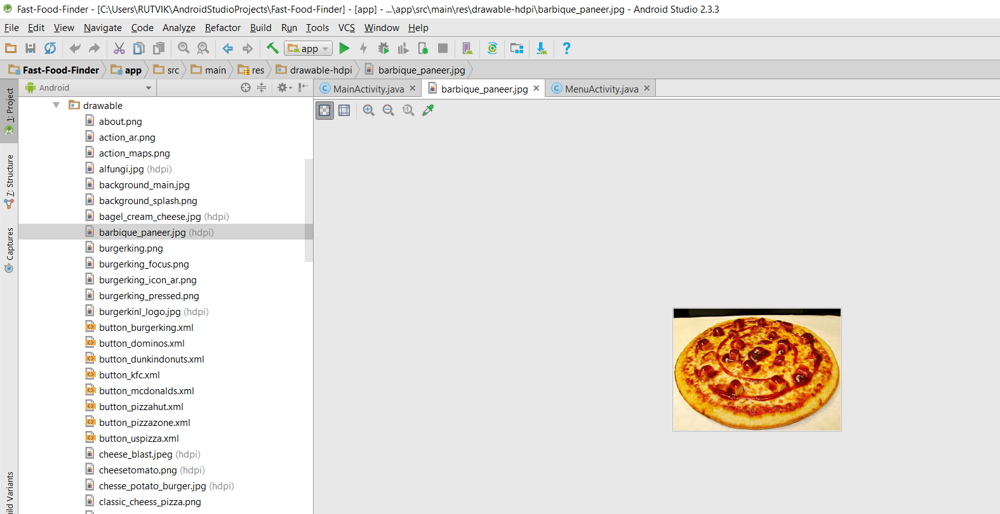 Fast-Food-Finder - [C:\Users\RUTVIK\AndroidStudioProjects\Fast-Food-Finder] - [app] - ...\app\src\main\res\drawable-hdpi\barbique_paneer.jpg - Android Studio 2.3.3
File Edit View Navigate Code Analyze Refactor Build Run Tools VCS Window Help
app
Fast-Food-Finder app src main res drawable-hdpi barbique_paneer.jpg
1: Project
7: Structure
Captures
Android
MainActivity.java barbique_paneer.jpg MenuActivity.java
1:1
drawable
about.png
action_ar.png
action_maps.png
alfungi.jpg (hdpi)
background_main.jpg
background_splash.png
bagel_cream_cheese.jpg (hdpi)
barbique_paneer.jpg (hdpi)
burgerking.png
burgerking_focus.png
burgerking_icon_ar.png
burgerking_pressed.png
burgerkinl_logo.jpg (hdpi)
button_burgerking.xml
button_dominos.xml
button_dunkindonuts.xml
button_kfc.xml
button_mcdonalds.xml
button_pizzahut.xml
button_pizzazone.xml
button_uspizza.xml
cheese_blast.jpeg (hdpi)
cheesetomato.png (hdpi)
chesse_potato_burger.jpg (hdpi)
classic_cheess_pizza.png
ild Variants